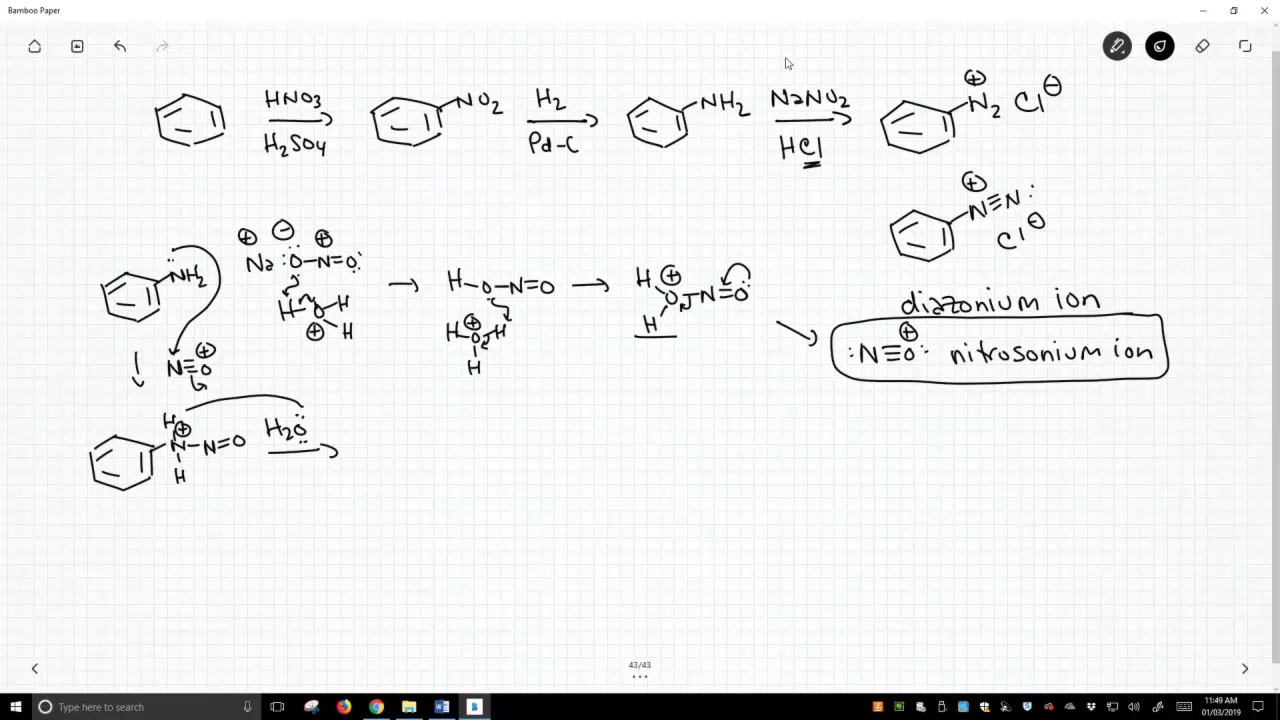 Bamboo Paper
HNO3
H2SO4
NO2
H2
Pd-C
NH2
NaNO2
HCl
⊕
N2 Cl ⊖
⊕
N≡N:
Cl ⊖
diazonium ion
⊕
:N≡O: nitrosonium ion
NH2
⊕ ⊖ ⊕
Na :O-N=O:
H-O-H
⊕ H
H-O-N=O
⊕
H-O-H
H
H ⊕
O-N=O
H
⊕
N≡O
H ⊕
N-N=O
H
H2O
43/43
Type here to search
11:49 AM
01/03/2019